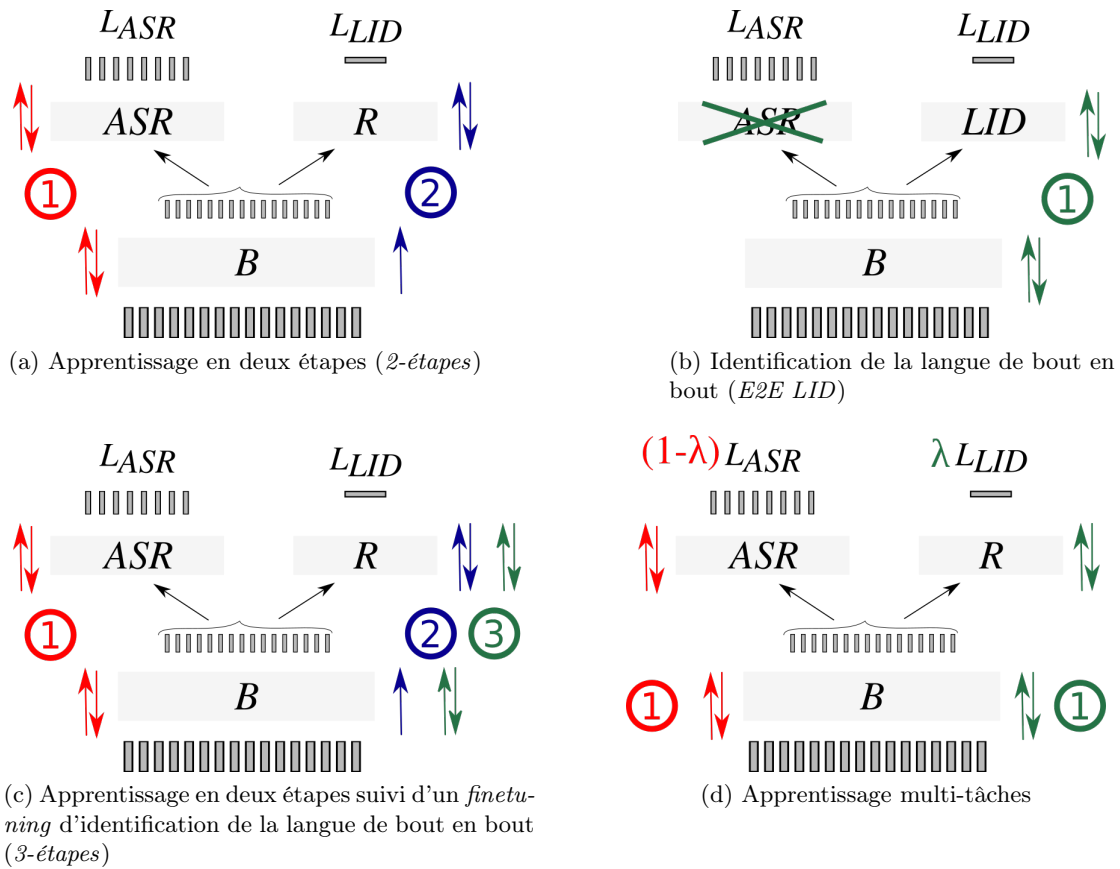 L_ASR L_LID
ASR R
1 2
B
(a) Apprentissage en deux étapes (2-étapes)
L_ASR L_LID
ASR LID
1
B
(b) Identification de la langue de bout en
bout (E2E LID)
L_ASR L_LID
ASR R
1 2 3
B
(c) Apprentissage en deux étapes suivi d'un finetu-
ning d'identification de la langue de bout en bout
(3-étapes)
(1-λ) L_ASR λ L_LID
ASR R
1 B 1
(d) Apprentissage multi-tâches